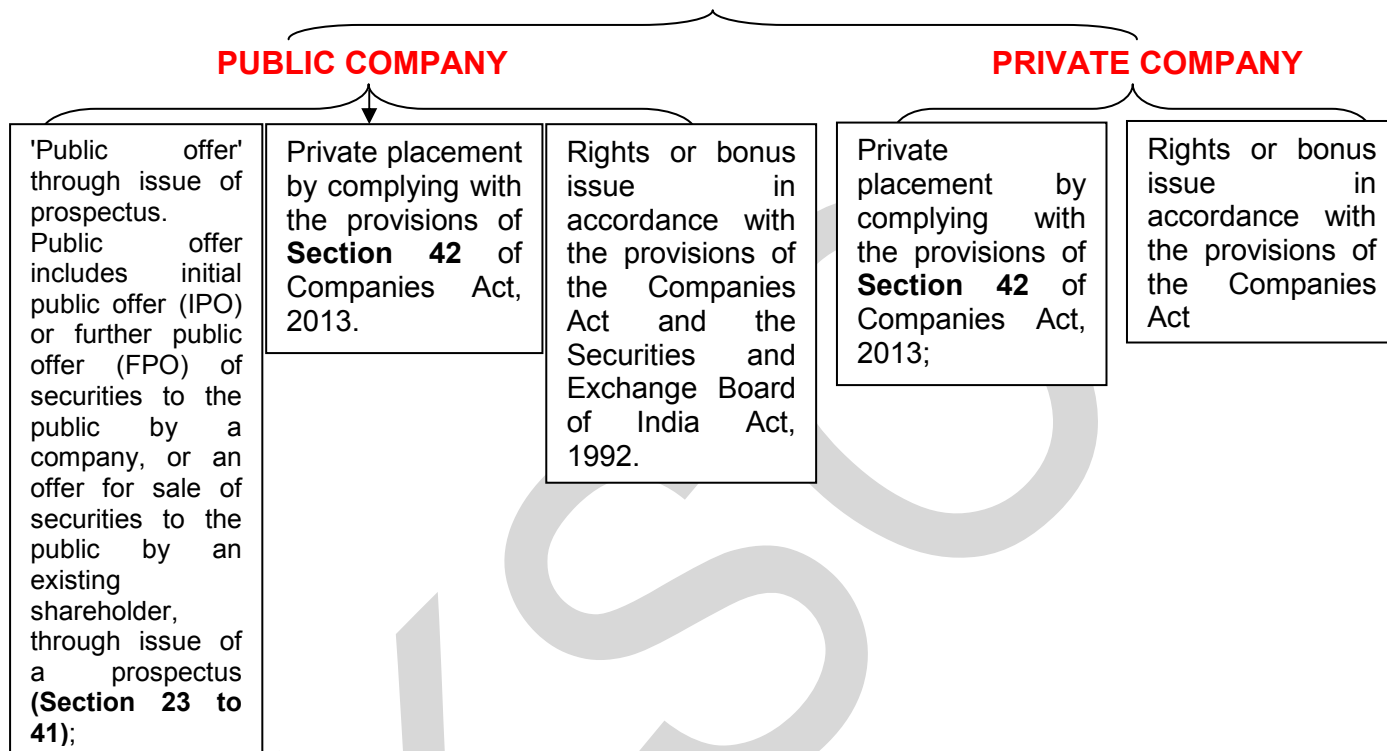 PUBLIC COMPANY
PRIVATE COMPANY
'Public offer'
through issue of
prospectus.
Public offer
includes initial
public offer (IPO)
or further public
offer (FPO) of
securities to the
public by a
company, or an
offer for sale of
securities to the
public by an
existing
shareholder,
through issue of
a prospectus
(Section 23 to
41);
Private placement
by complying with
the provisions of
Section 42 of
Companies Act,
2013.
Rights or bonus
issue in
accordance with
the provisions of
the Companies
Act and the
Securities and
Exchange Board
of India Act,
1992.
Private
placement by
complying with
the provisions of
Section 42 of
Companies Act,
2013;
Rights or bonus
issue in
accordance with
the provisions of
the Companies
Act